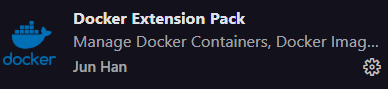 Docker Extension Pack
Manage Docker Containers, Docker Imag...
docker
Jun Han